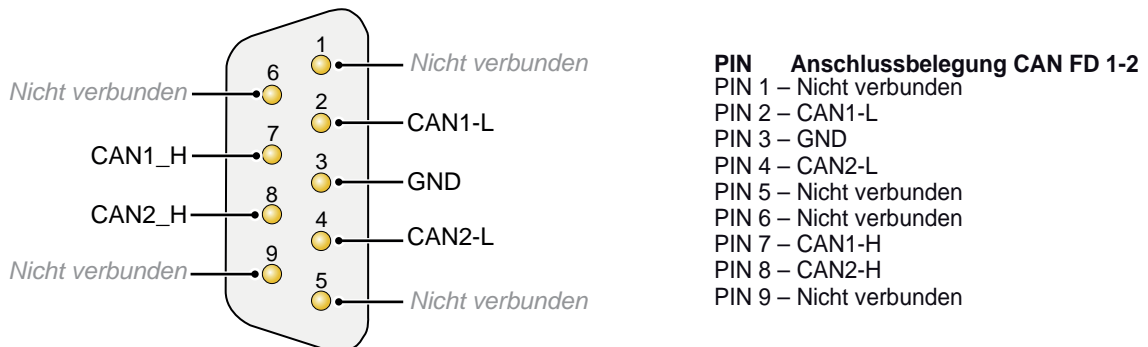 1
Nicht verbunden
6
Nicht verbunden
2
CAN1-L
7
CAN1_H
3
GND
8
CAN2_H
4
CAN2-L
9
Nicht verbunden
5
Nicht verbunden
PIN Anschlussbelegung CAN FD 1-2
PIN 1 – Nicht verbunden
PIN 2 – CAN1-L
PIN 3 – GND
PIN 4 – CAN2-L
PIN 5 – Nicht verbunden
PIN 6 – Nicht verbunden
PIN 7 – CAN1-H
PIN 8 – CAN2-H
PIN 9 – Nicht verbunden